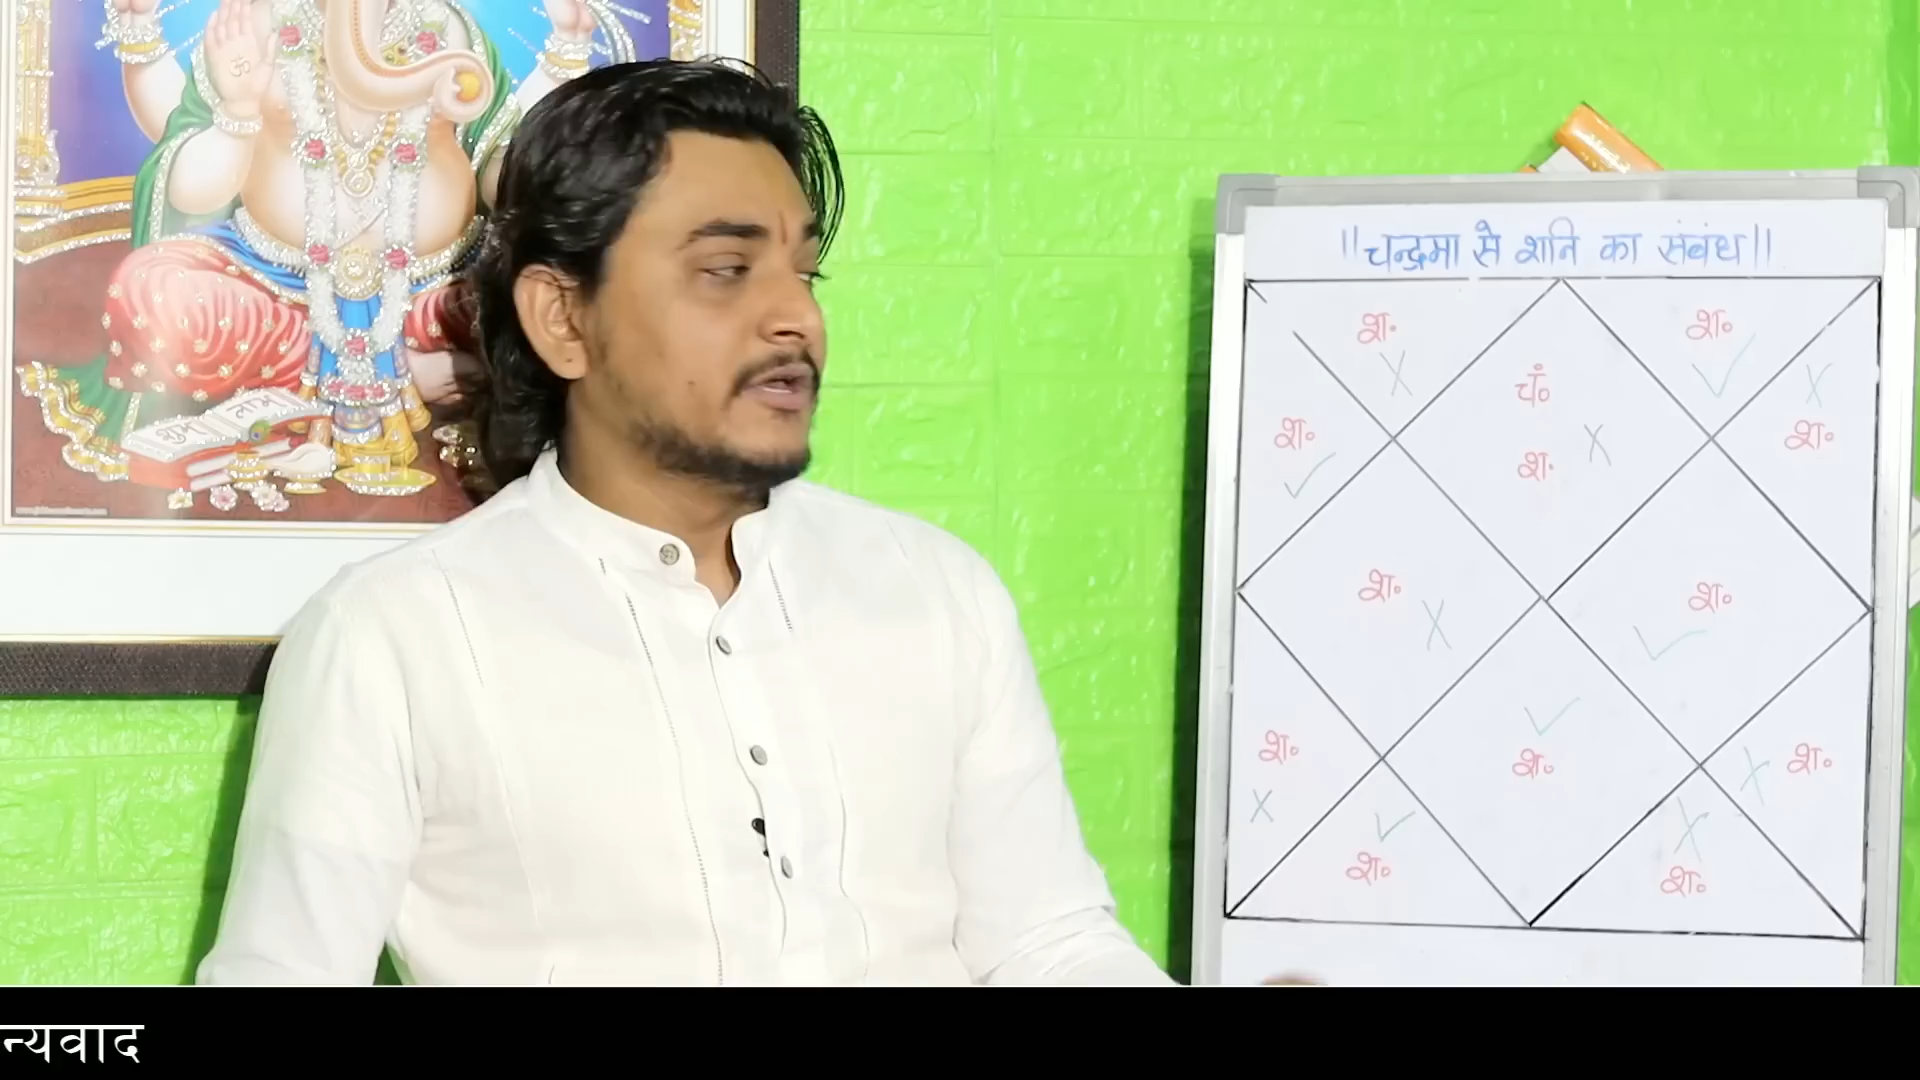 ॐ
शुभ लाभ
||चन्द्रमा से शनि का संबंध||
श॰ श॰
चं॰
श॰ श॰
श॰
श॰ श॰
श॰ श॰ श॰
श॰ श॰
न्यवाद